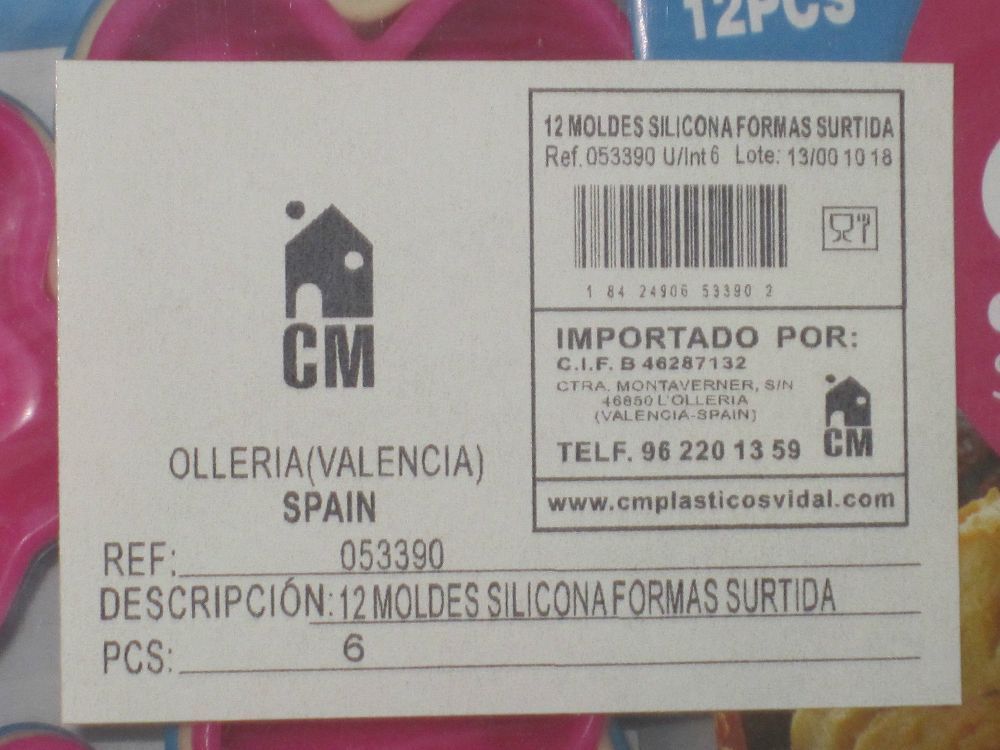 12PCS
12 MOLDES SILICONA FORMAS SURTIDA
Ref. 053390 U/Int 6 Lote: 13/00 10 18
1 84 24906 53390 2
IMPORTADO POR:
C.I.F. B 46287132
CTRA. MONTAVERNER, S/N
46850 L'OLLERIA
(VALENCIA-SPAIN)
TELF. 96 220 13 59
CM
www.cmplasticosvidal.com
CM
OLLERIA(VALENCIA)
SPAIN
REF: 053390
DESCRIPCIÓN: 12 MOLDES SILICONA FORMAS SURTIDA
PCS: 6